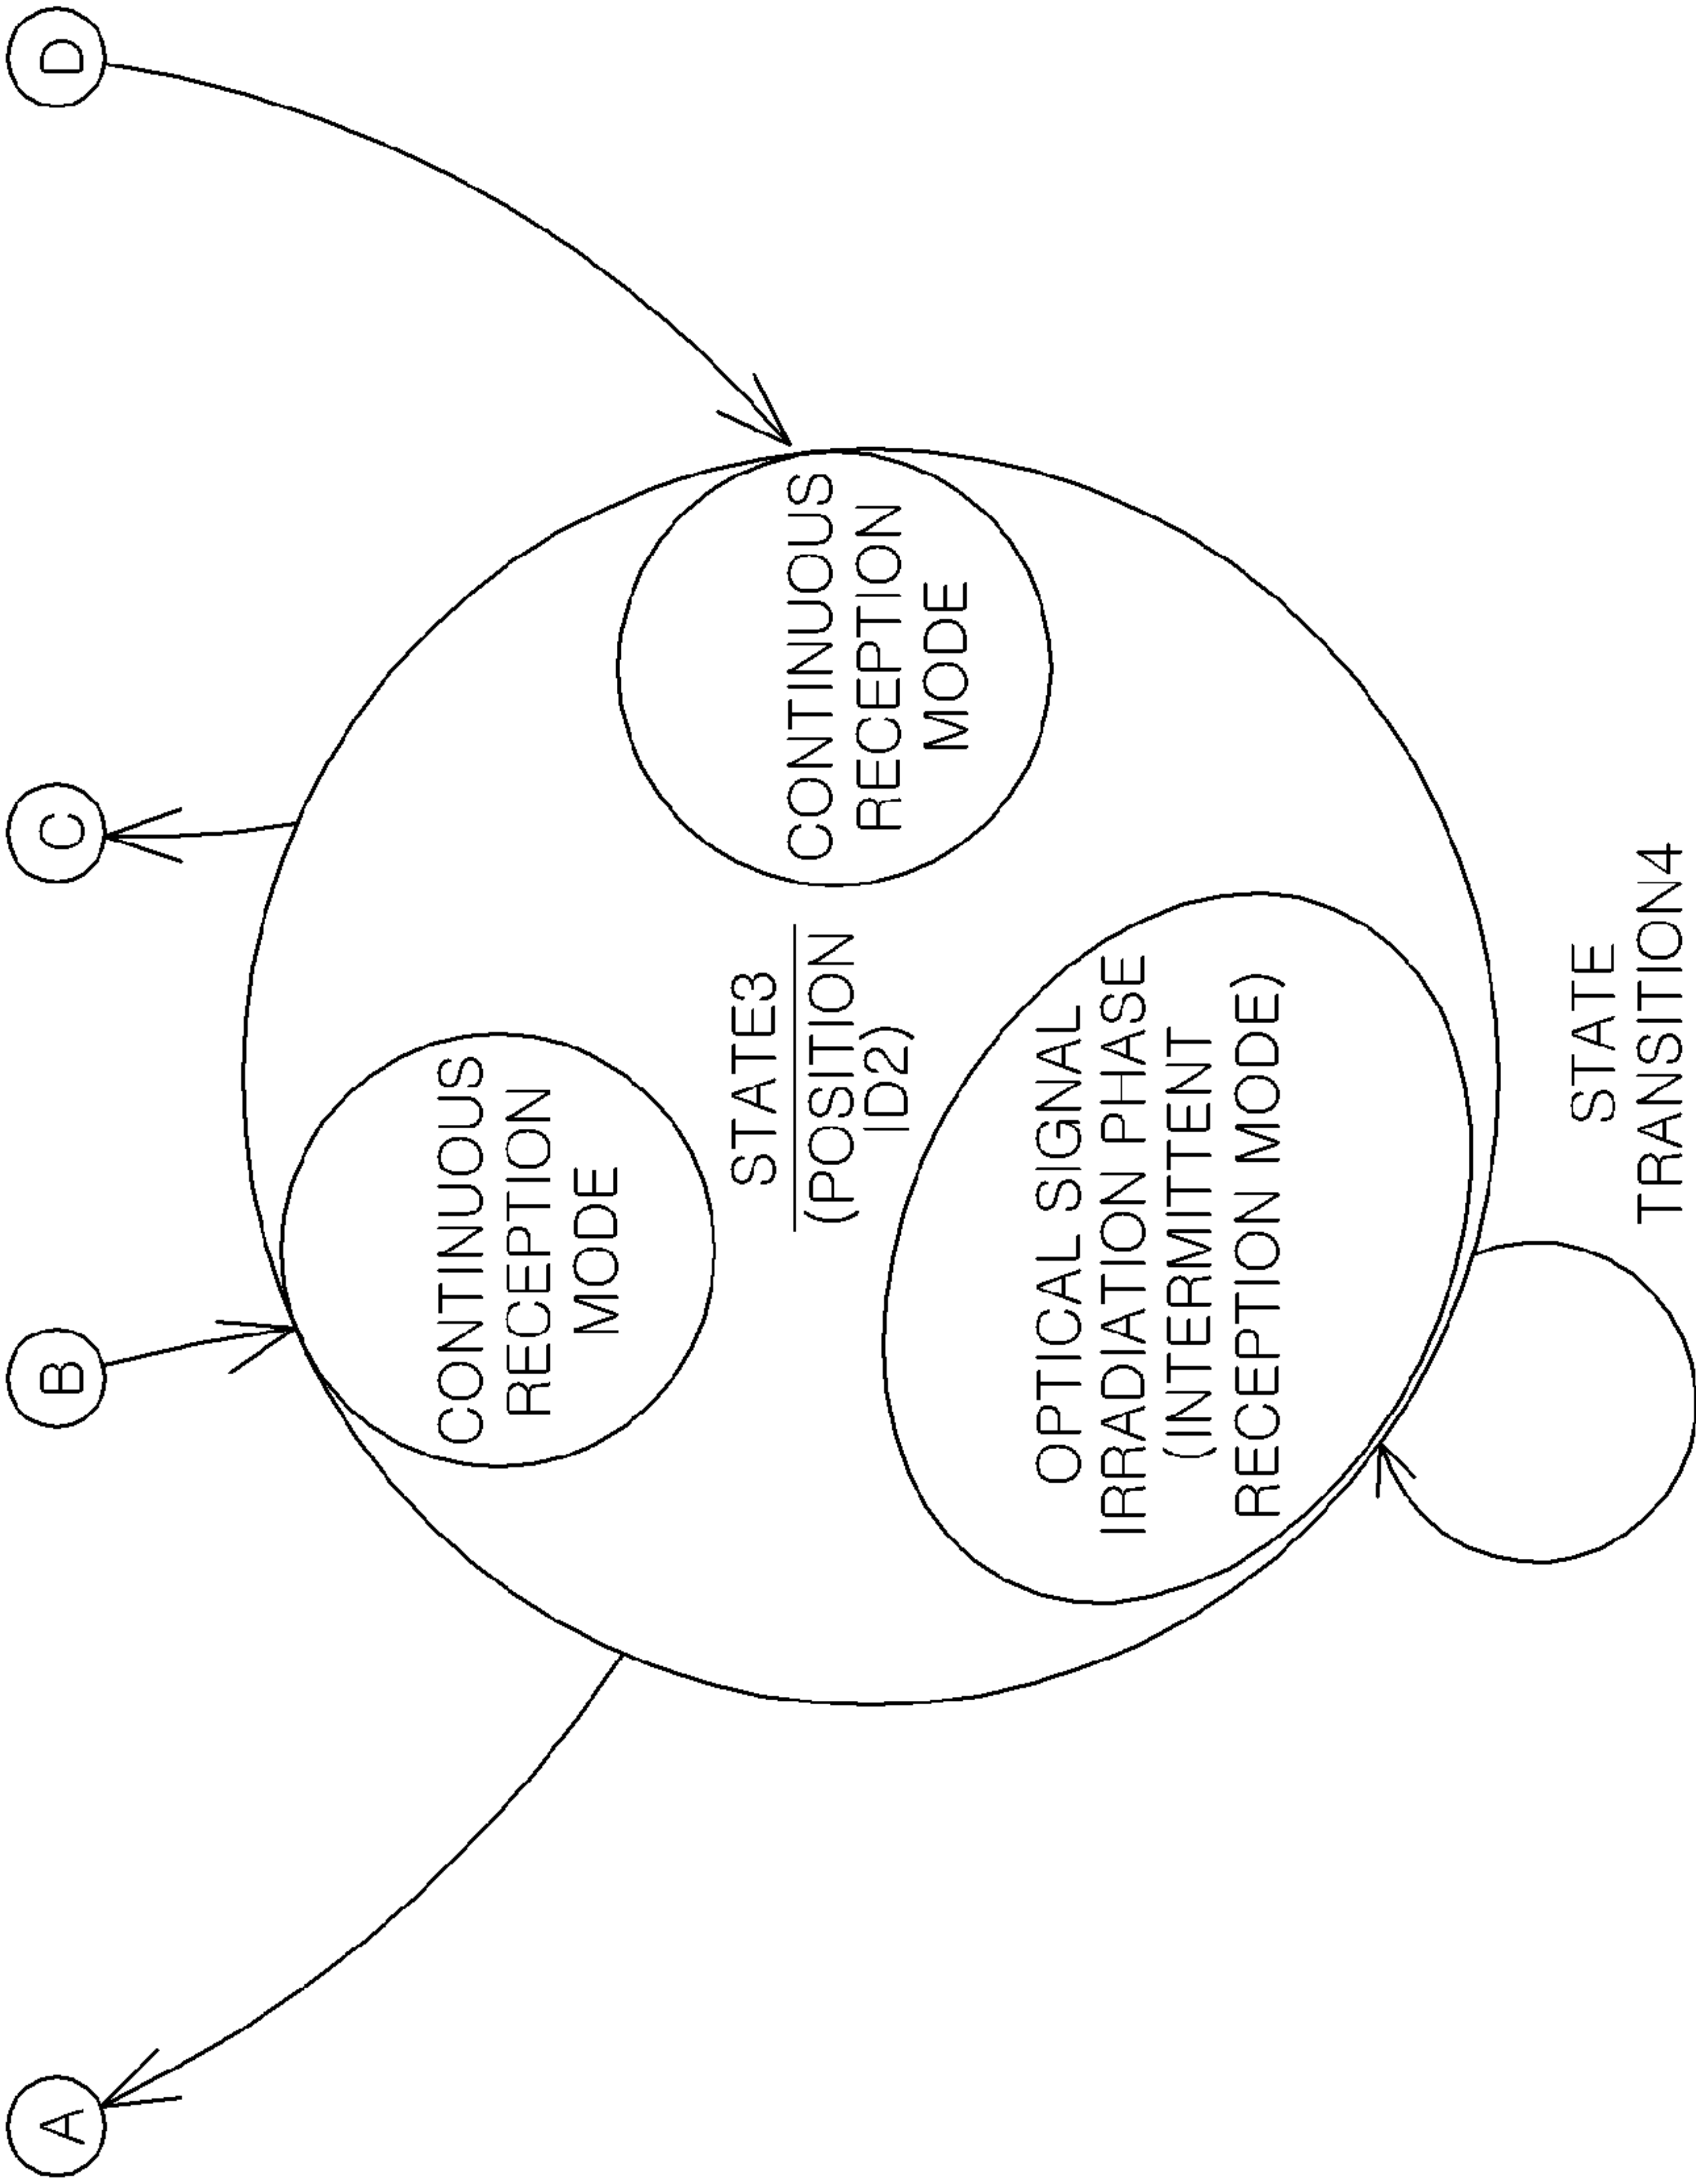 A
B
C
D
CONTINUOUS
RECEPTION
MODE
STATE3
(POSITION
ID2)
CONTINUOUS
RECEPTION
MODE
OPTICAL SIGNAL
IRRADIATION PHASE
(INTERMITTENT
RECEPTION MODE)
STATE
TRANSITION4